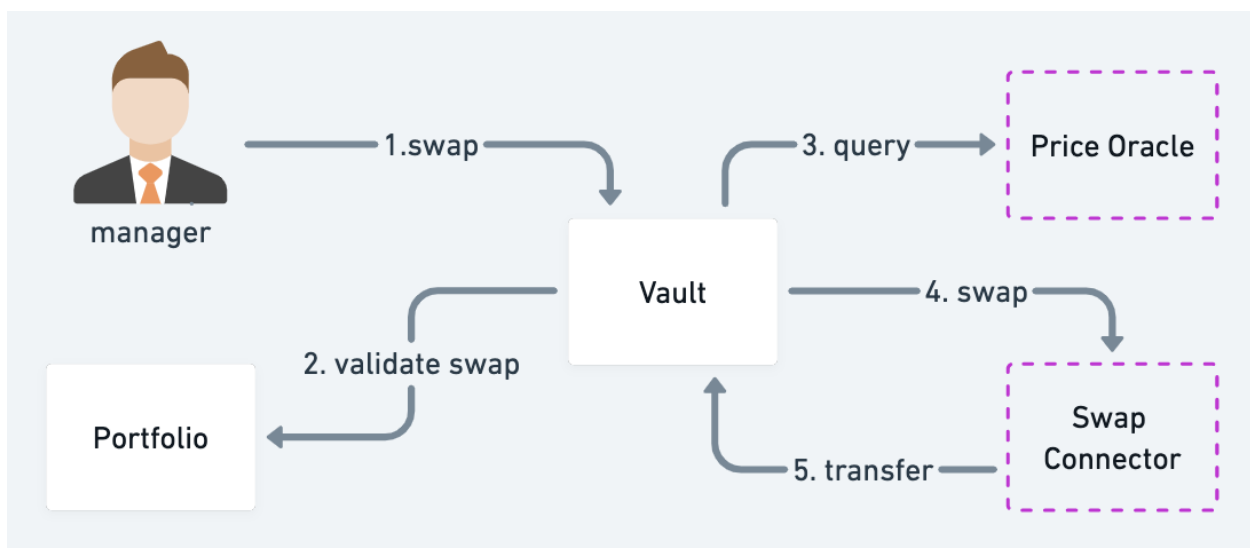 1.swap
3. query
Price Oracle
manager
Vault
4. swap
2. validate swap
Portfolio
Swap
Connector
5. transfer